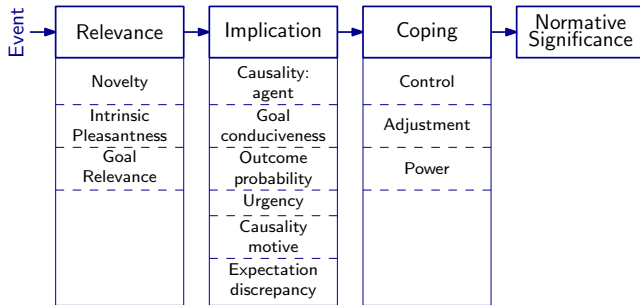 Event
Relevance
Implication
Coping
Normative
Significance
Novelty
Intrinsic
Pleasantness
Goal
Relevance
Causality:
agent
Goal
conduciveness
Outcome
probability
Urgency
Causality
motive
Expectation
discrepancy
Control
Adjustment
Power